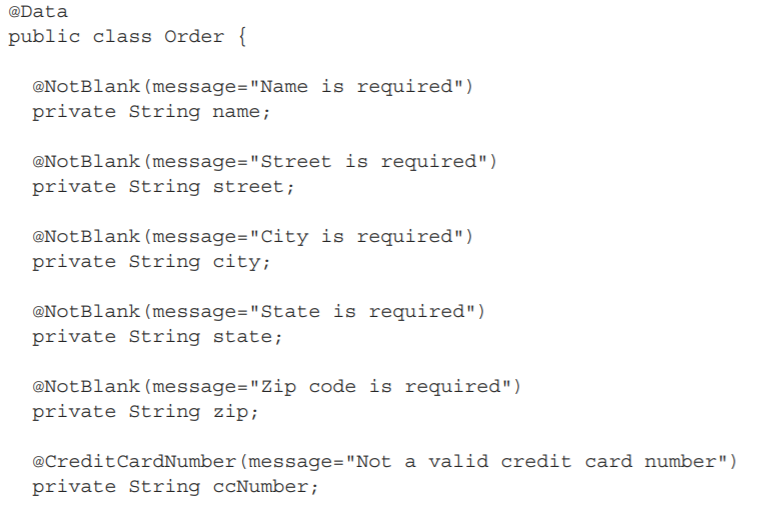 @Data
public class Order {
@NotBlank(message="Name is required")
private String name;
@NotBlank(message="Street is required")
private String street;
@NotBlank(message="City is required")
private String city;
@NotBlank(message="State is required")
private String state;
@NotBlank(message="Zip code is required")
private String zip;
@CreditCardNumber(message="Not a valid credit card number")
private String ccNumber;